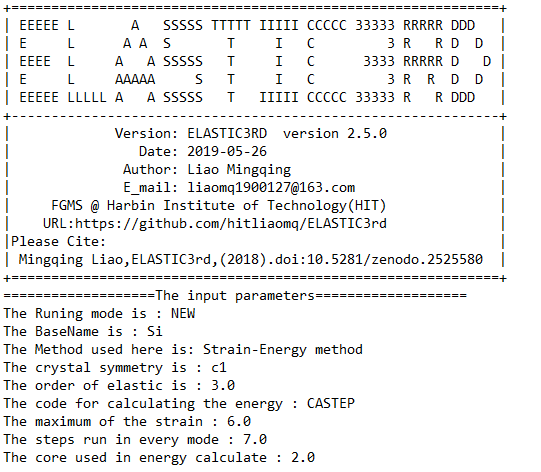 +============================================================+
| EEEEE L       A   SSSSS TTTTT IIIII CCCCC 33333 RRRRR DDD   |
| E     L      A A  S       T     I   C         3 R   R D  D  |
| EEEE  L     A   A SSSSS   T     I   C      3333 RRRRR D   D |
| E     L     AAAAA     S   T     I   C         3 R  R  D  D  |
| EEEEE LLLLL A   A SSSSS   T   IIIII CCCCC 33333 R   R DDD   |
+------------------------------------------------------------+
|             Version: ELASTIC3RD  version 2.5.0              |
|                Date: 2019-05-26                             |
|              Author: Liao Mingqing                          |
|              E_mail: liaomq1900127@163.com                  |
|     FGMS @ Harbin Institute of Technology(HIT)              |
|    URL:https://github.com/hitliaomq/ELASTIC3rd              |
|Please Cite:                                                 |
| Mingqing Liao,ELASTIC3rd,(2018).doi:10.5281/zenodo.2525580  |
+============================================================+
===================The input parameters===================
The Runing mode is : NEW
The BaseName is : Si
The Method used here is: Strain-Energy method
The crystal symmetry is : c1
The order of elastic is : 3.0
The code for calculating the energy : CASTEP
The maximum of the strain : 6.0
The steps run in every mode : 7.0
The core used in energy calculate : 2.0